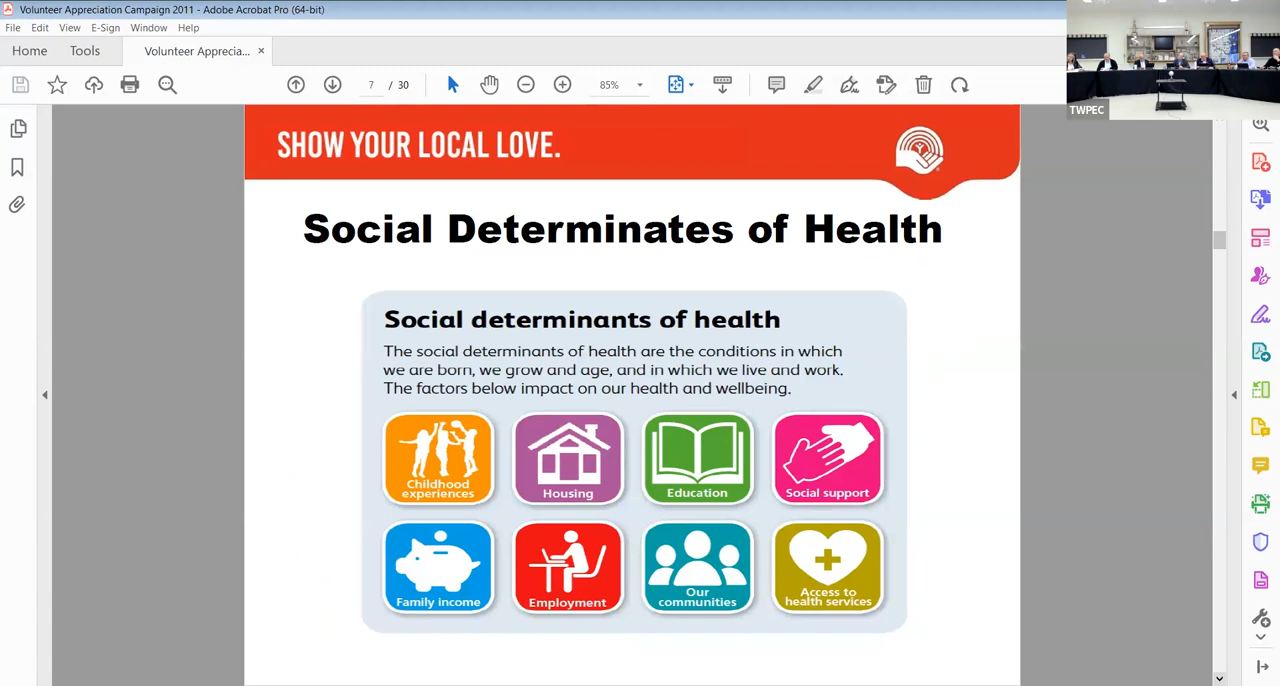 Volunteer Appreciation Campaign 2011 - Adobe Acrobat Pro (64-bit)
File Edit View E-Sign Window Help
Home Tools Volunteer Apprecia... ×
7 / 30 85%
TWPEC
SHOW YOUR LOCAL LOVE.
Social Determinates of Health
Social determinants of health
The social determinants of health are the conditions in which
we are born, we grow and age, and in which we live and work.
The factors below impact on our health and wellbeing.
Childhood
experiences
Housing
Education
Social support
Family income
Employment
Our
communities
Access to
health services